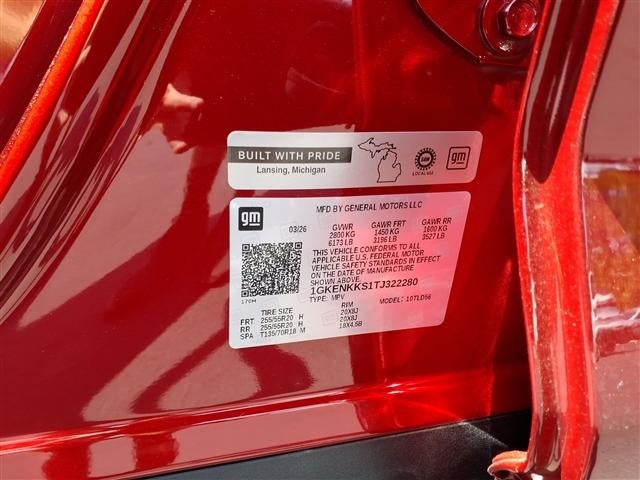 BUILT WITH PRIDE
Lansing, Michigan
UAW
LOCAL 602
gm
gm
MFD BY GENERAL MOTORS LLC
03/26 GVWR GAWR FRT GAWR RR
2800 KG 1450 KG 1600 KG
6173 LB 3196 LB 3527 LB
THIS VEHICLE CONFORMS TO ALL
APPLICABLE U.S. FEDERAL MOTOR
VEHICLE SAFETY STANDARDS IN EFFECT
ON THE DATE OF MANUFACTURE
1GKENKKS1TJ322280
170H TYPE: MPV MODEL: 10TLD56
TIRE SIZE RIM
FRT 255/55R20 H 20X8J
RR 255/55R20 H 20X8J
SPA T135/70R18 M 18X4.5B